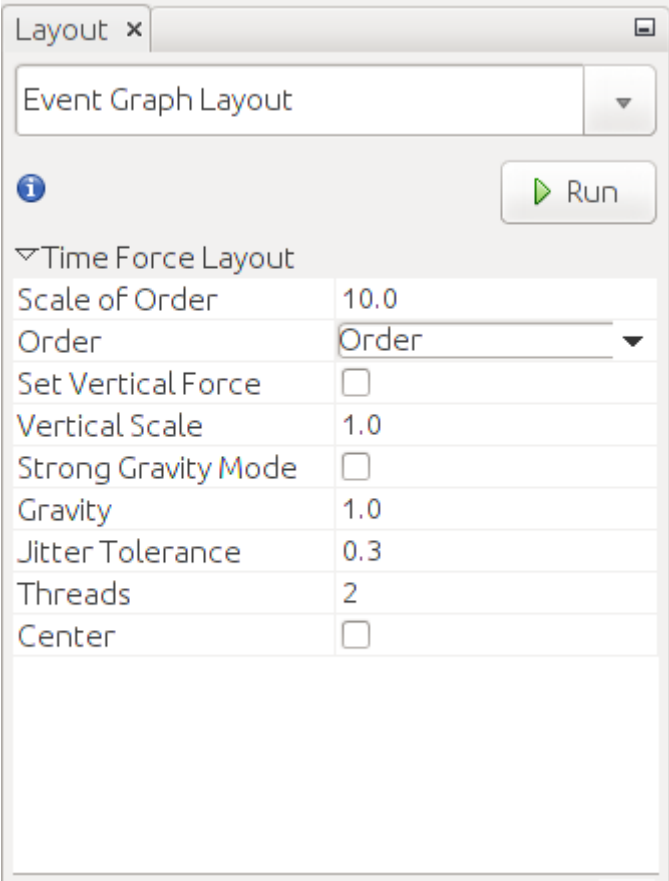 Layout
Event Graph Layout
Run
Time Force Layout
Scale of Order 10.0
Order Order
Set Vertical Force
Vertical Scale 1.0
Strong Gravity Mode
Gravity 1.0
Jitter Tolerance 0.3
Threads 2
Center